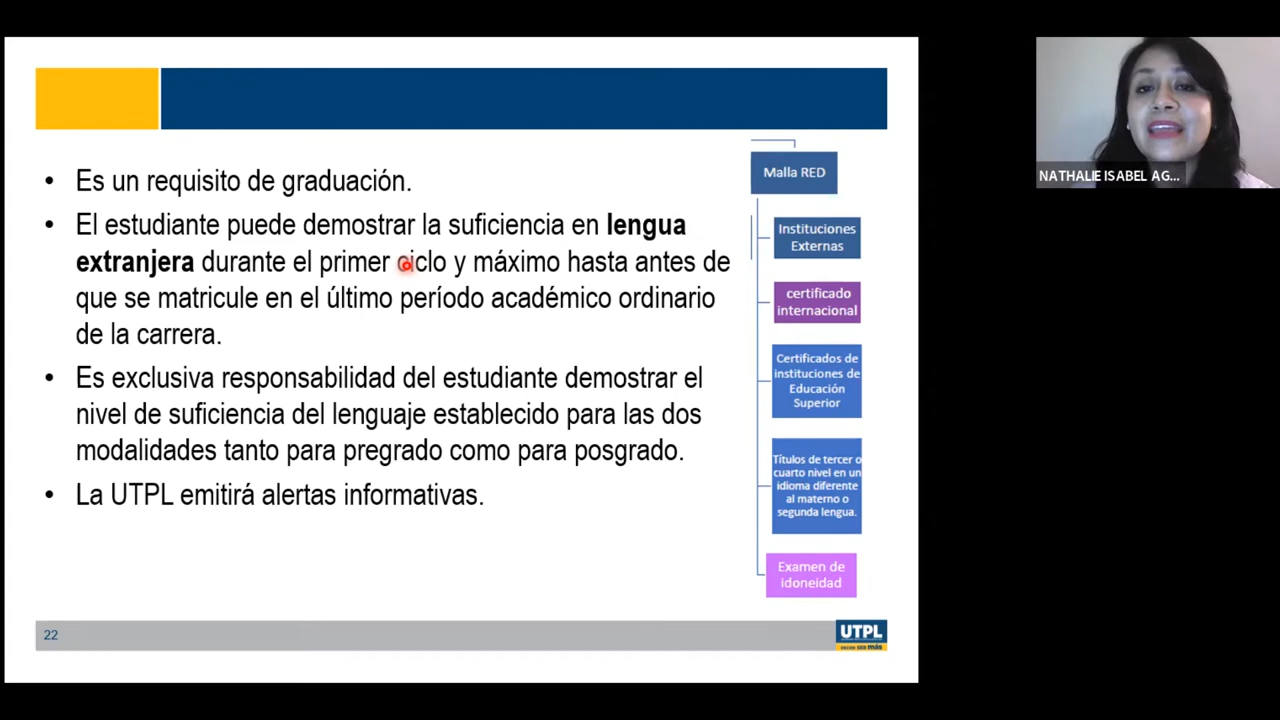 • Es un requisito de graduación.
• El estudiante puede demostrar la suficiencia en lengua
extranjera durante el primer ciclo y máximo hasta antes de
que se matricule en el último período académico ordinario
de la carrera.
• Es exclusiva responsabilidad del estudiante demostrar el
nivel de suficiencia del lenguaje establecido para las dos
modalidades tanto para pregrado como para posgrado.
• La UTPL emitirá alertas informativas.
Malla RED
Instituciones
Externas
certificado
internacional
Certificados de
instituciones de
Educación
Superior
Títulos de tercer o
cuarto nivel en un
idioma diferente
al materno o
segunda lengua.
Examen de
idoneidad
22
UTPL
NATHALIE ISABEL AG...